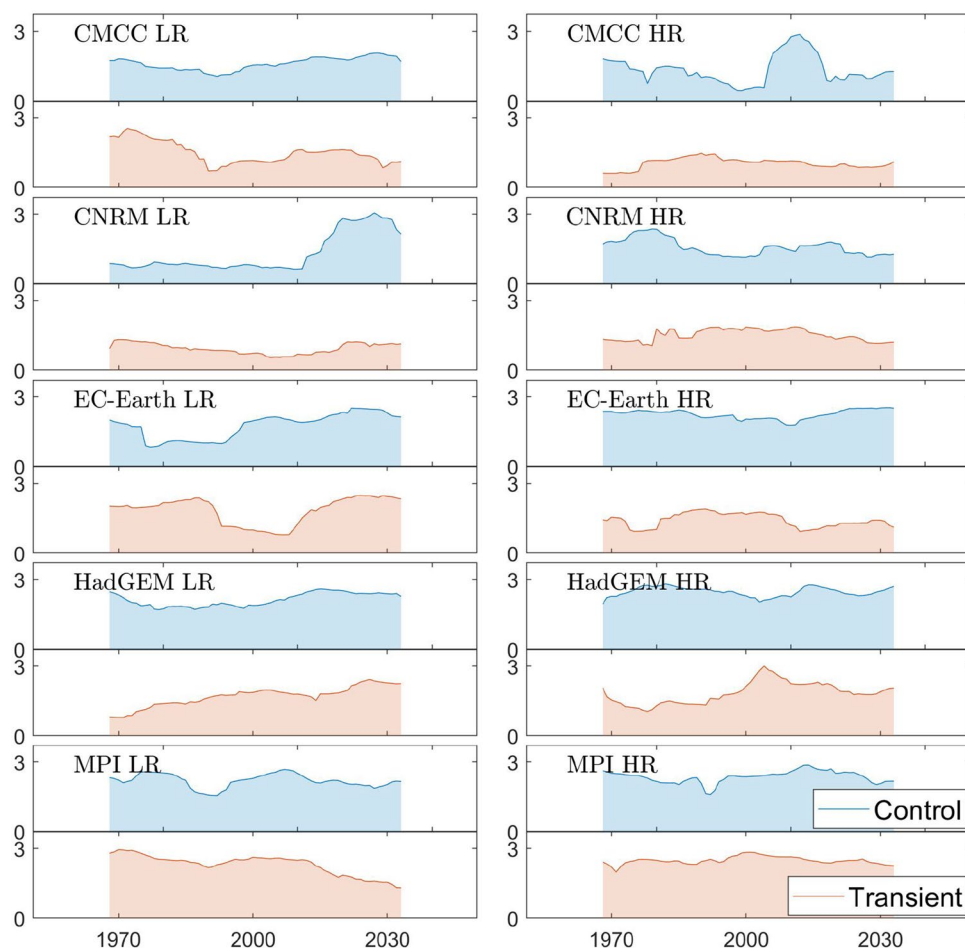 3
CMCC LR
0
3
0
3
CNRM LR
0
3
0
3
EC-Earth LR
0
3
0
3
HadGEM LR
0
3
0
3
MPI LR
0
3
0
1970 2000 2030
3
CMCC HR
0
3
0
3
CNRM HR
0
3
0
3
EC-Earth HR
0
3
0
3
HadGEM HR
0
3
0
3
MPI HR
Control
0
3
Transient
0
1970 2000 2030